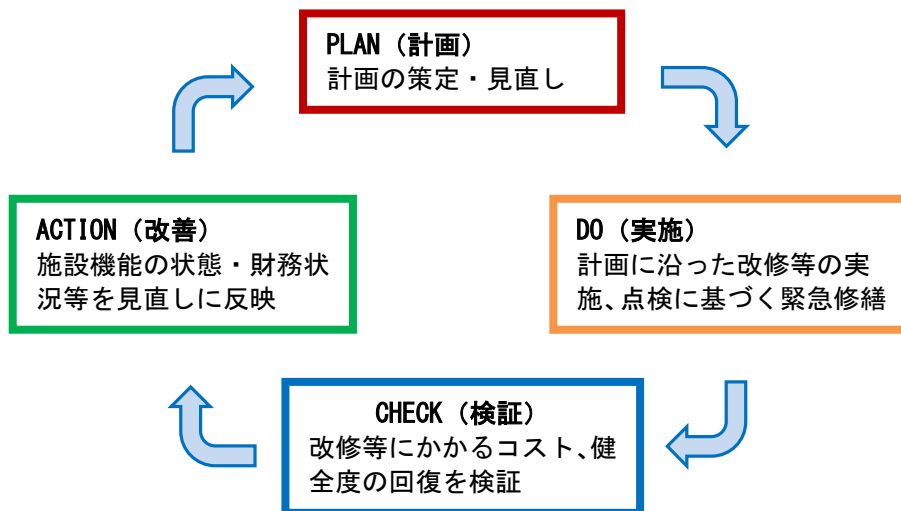 PLAN（計画）
計画の策定・見直し
ACTION（改善）
施設機能の状態・財務状
況等を見直しに反映
DO（実施）
計画に沿った改修等の実
施、点検に基づく緊急修繕
CHECK（検証）
改修等にかかるコスト、健
全度の回復を検証